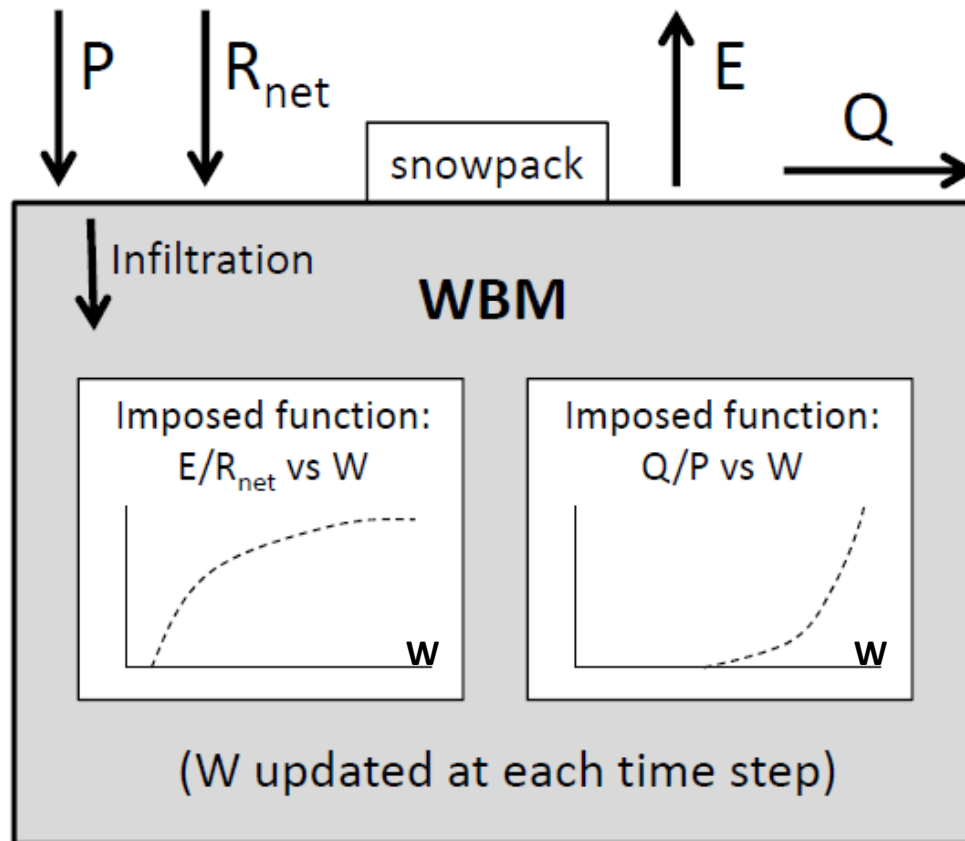 P
R_net
E
Q
snowpack
Infiltration
WBM
Imposed function:
E/R_net vs W
W
Imposed function:
Q/P vs W
W
(W updated at each time step)